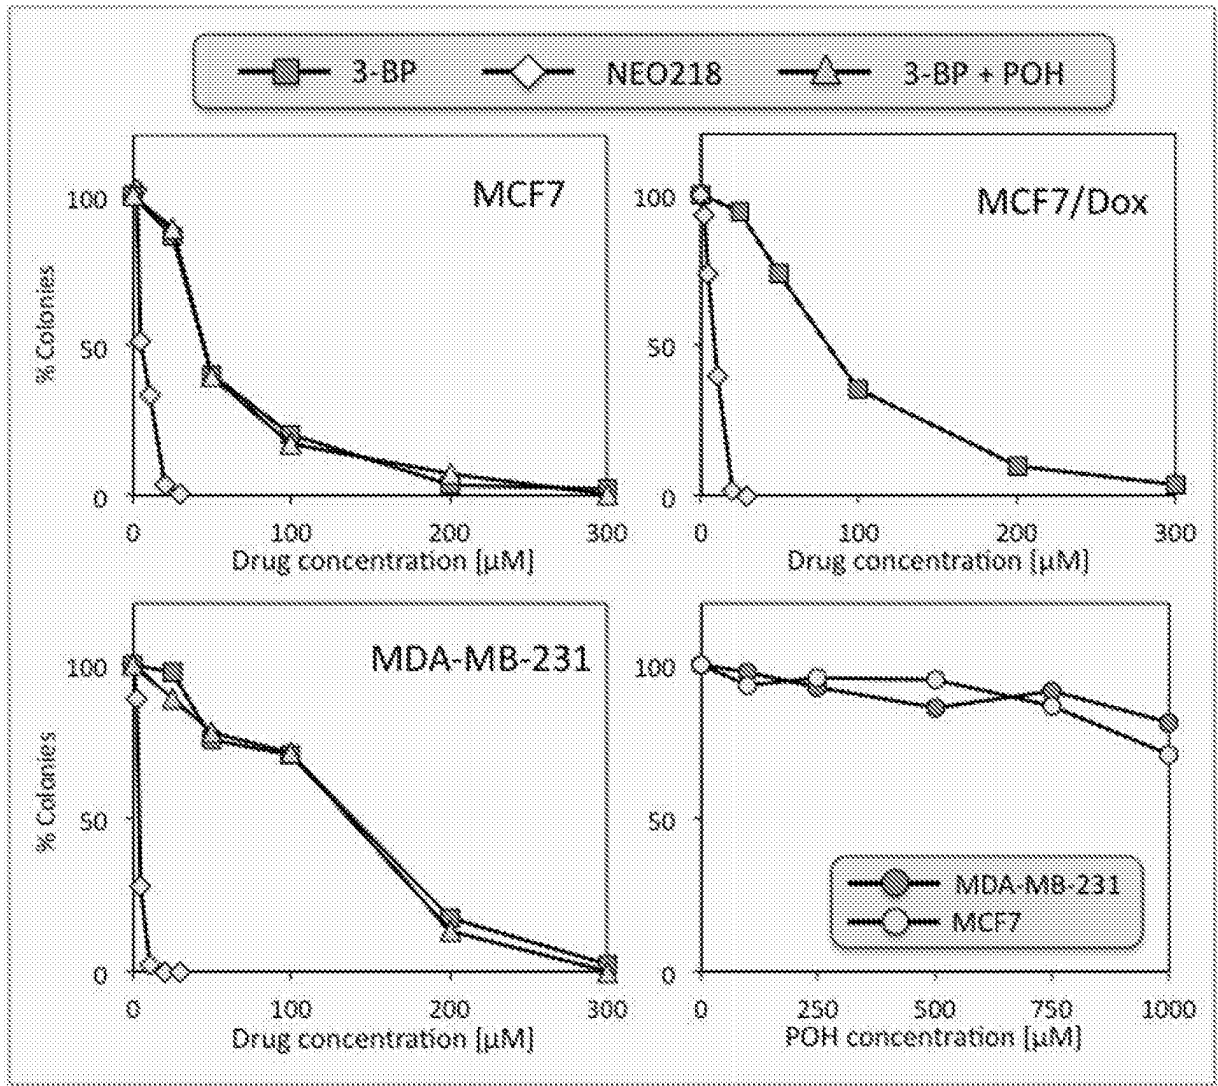 3-BP NEO218 3-BP + POH
MCF7
100
50
0
% Colonies
0 100 200 300
Drug concentration [µM]
MCF7/Dox
100
50
0
0 100 200 300
Drug concentration [µM]
MDA-MB-231
100
50
0
% Colonies
0 100 200 300
Drug concentration [µM]
100
50
0
MDA-MB-231
MCF7
0 250 500 750 1000
POH concentration [µM]